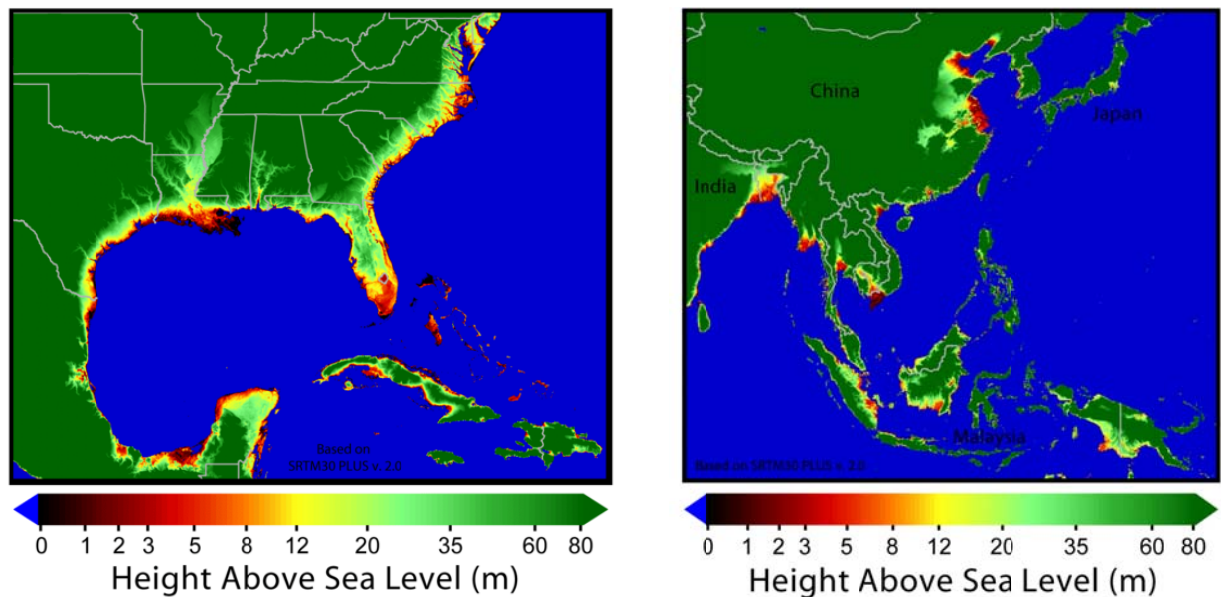 Based on
SRTM30 PLUS v. 2.0
0 1 2 3 5 8 12 20 35 60 80
Height Above Sea Level (m)
China
Japan
India
Malaysia
Based on SRTM30 PLUS v. 2.0
0 1 2 3 5 8 12 20 35 60 80
Height Above Sea Level (m)